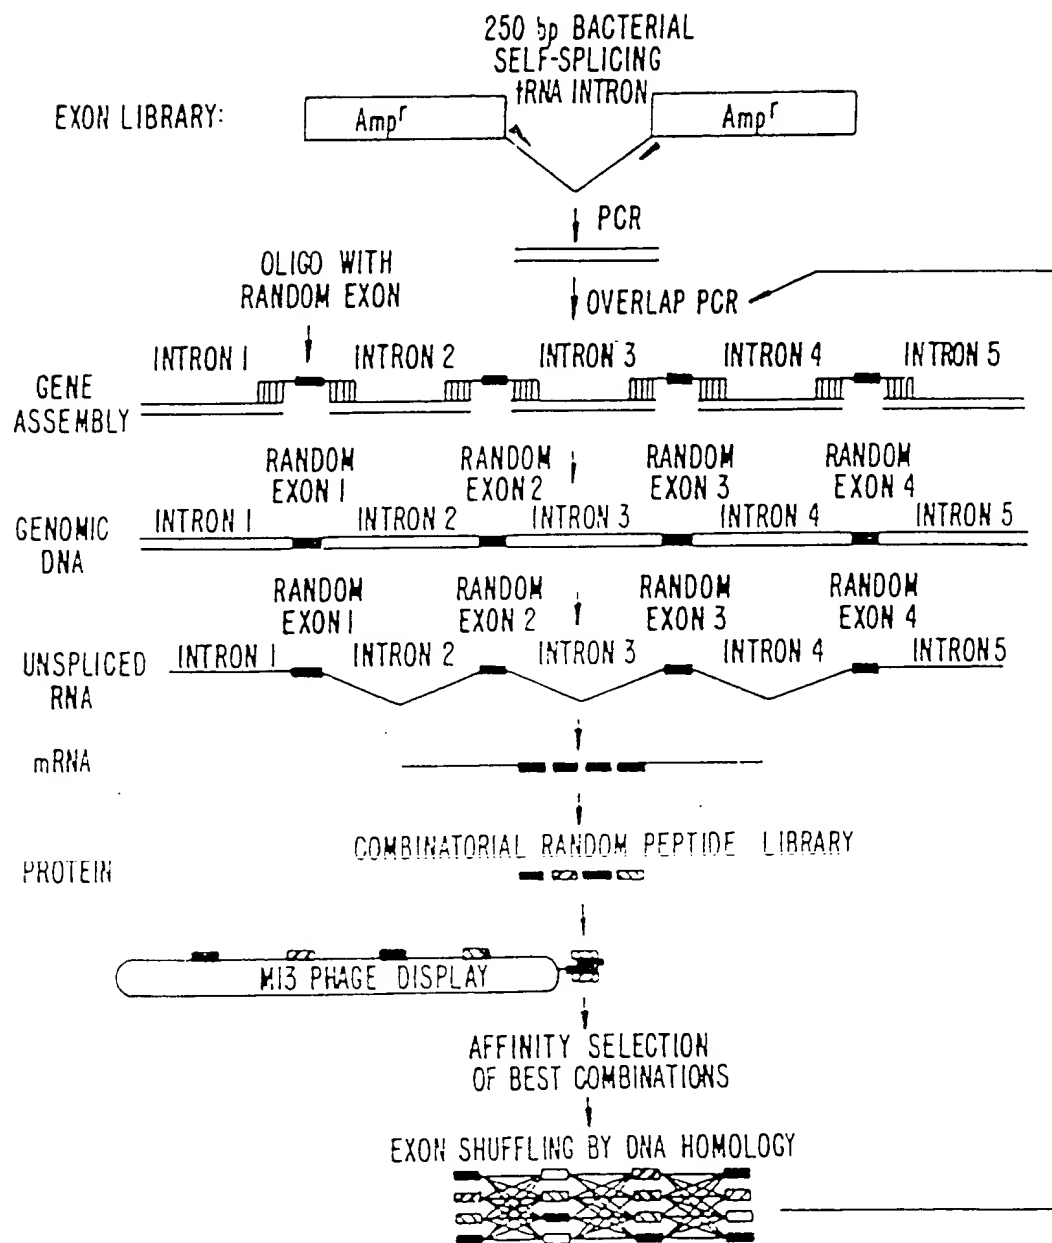 250 bp BACTERIAL
SELF-SPLICING
tRNA INTRON
EXON LIBRARY:
Ampʳ
Ampʳ
PCR
OLIGO WITH
RANDOM EXON
OVERLAP PCR
INTRON 1 INTRON 2 INTRON 3 INTRON 4 INTRON 5
GENE
ASSEMBLY
RANDOM
EXON 1
RANDOM
EXON 2
RANDOM
EXON 3
RANDOM
EXON 4
INTRON 1 INTRON 2 INTRON 3 INTRON 4 INTRON 5
GENOMIC
DNA
RANDOM
EXON 1
RANDOM
EXON 2
RANDOM
EXON 3
RANDOM
EXON 4
INTRON 1 INTRON 2 INTRON 3 INTRON 4 INTRON 5
UNSPLICED
RNA
mRNA
COMBINATORIAL RANDOM PEPTIDE LIBRARY
PROTEIN
M13 PHAGE DISPLAY
AFFINITY SELECTION
OF BEST COMBINATIONS
EXON SHUFFLING BY DNA HOMOLOGY